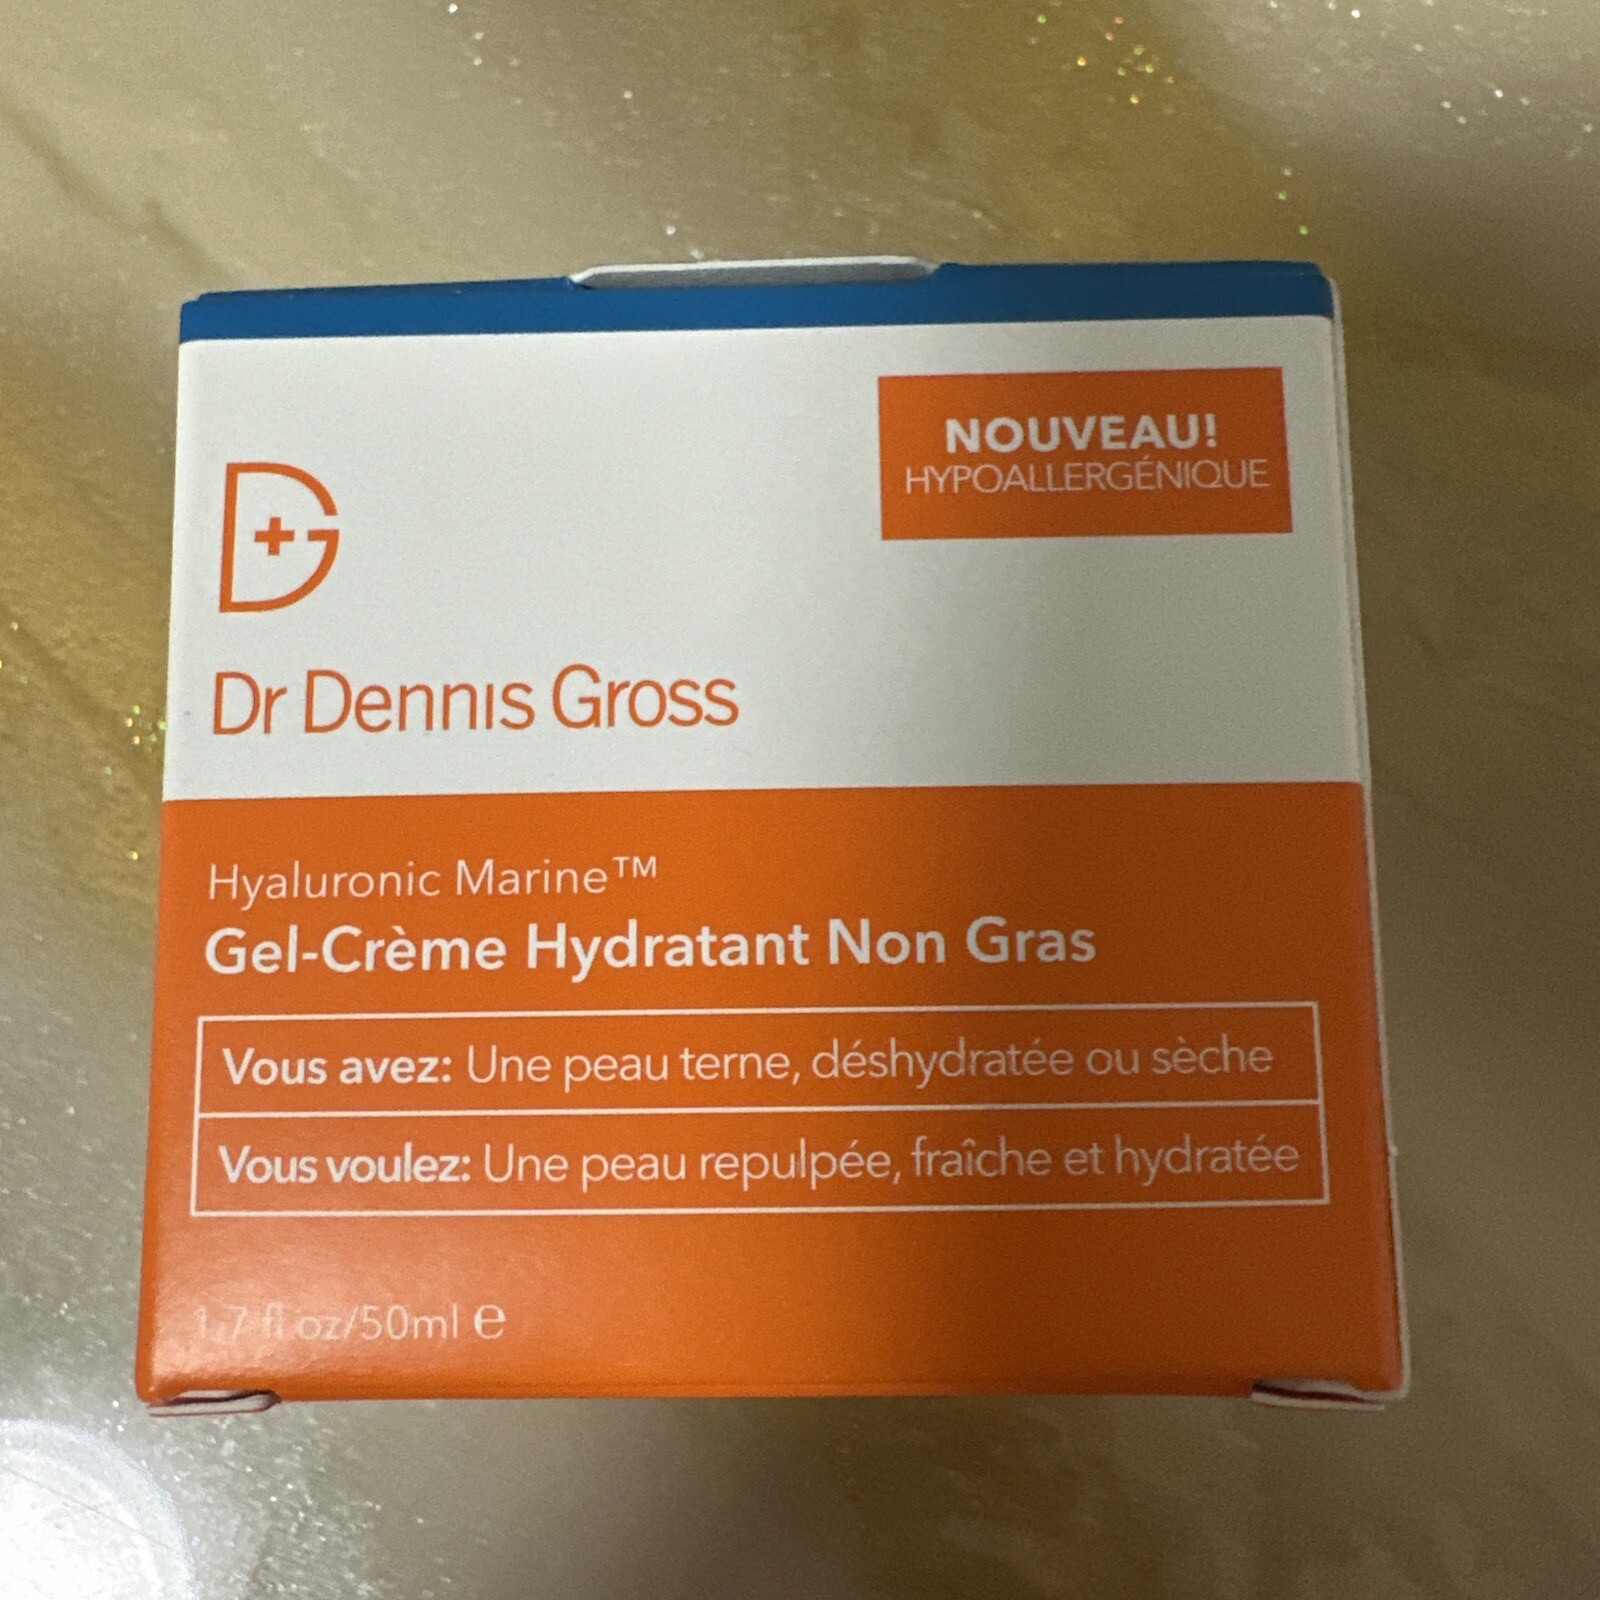 NOUVEAU!
HYPOALLERGÉNIQUE
DG
Dr Dennis Gross
Hyaluronic Marine™
Gel-Crème Hydratant Non Gras
Vous avez: Une peau terne, déshydratée ou sèche
Vous voulez: Une peau repulpée, fraîche et hydratée
1.7 fl oz/50ml ℮